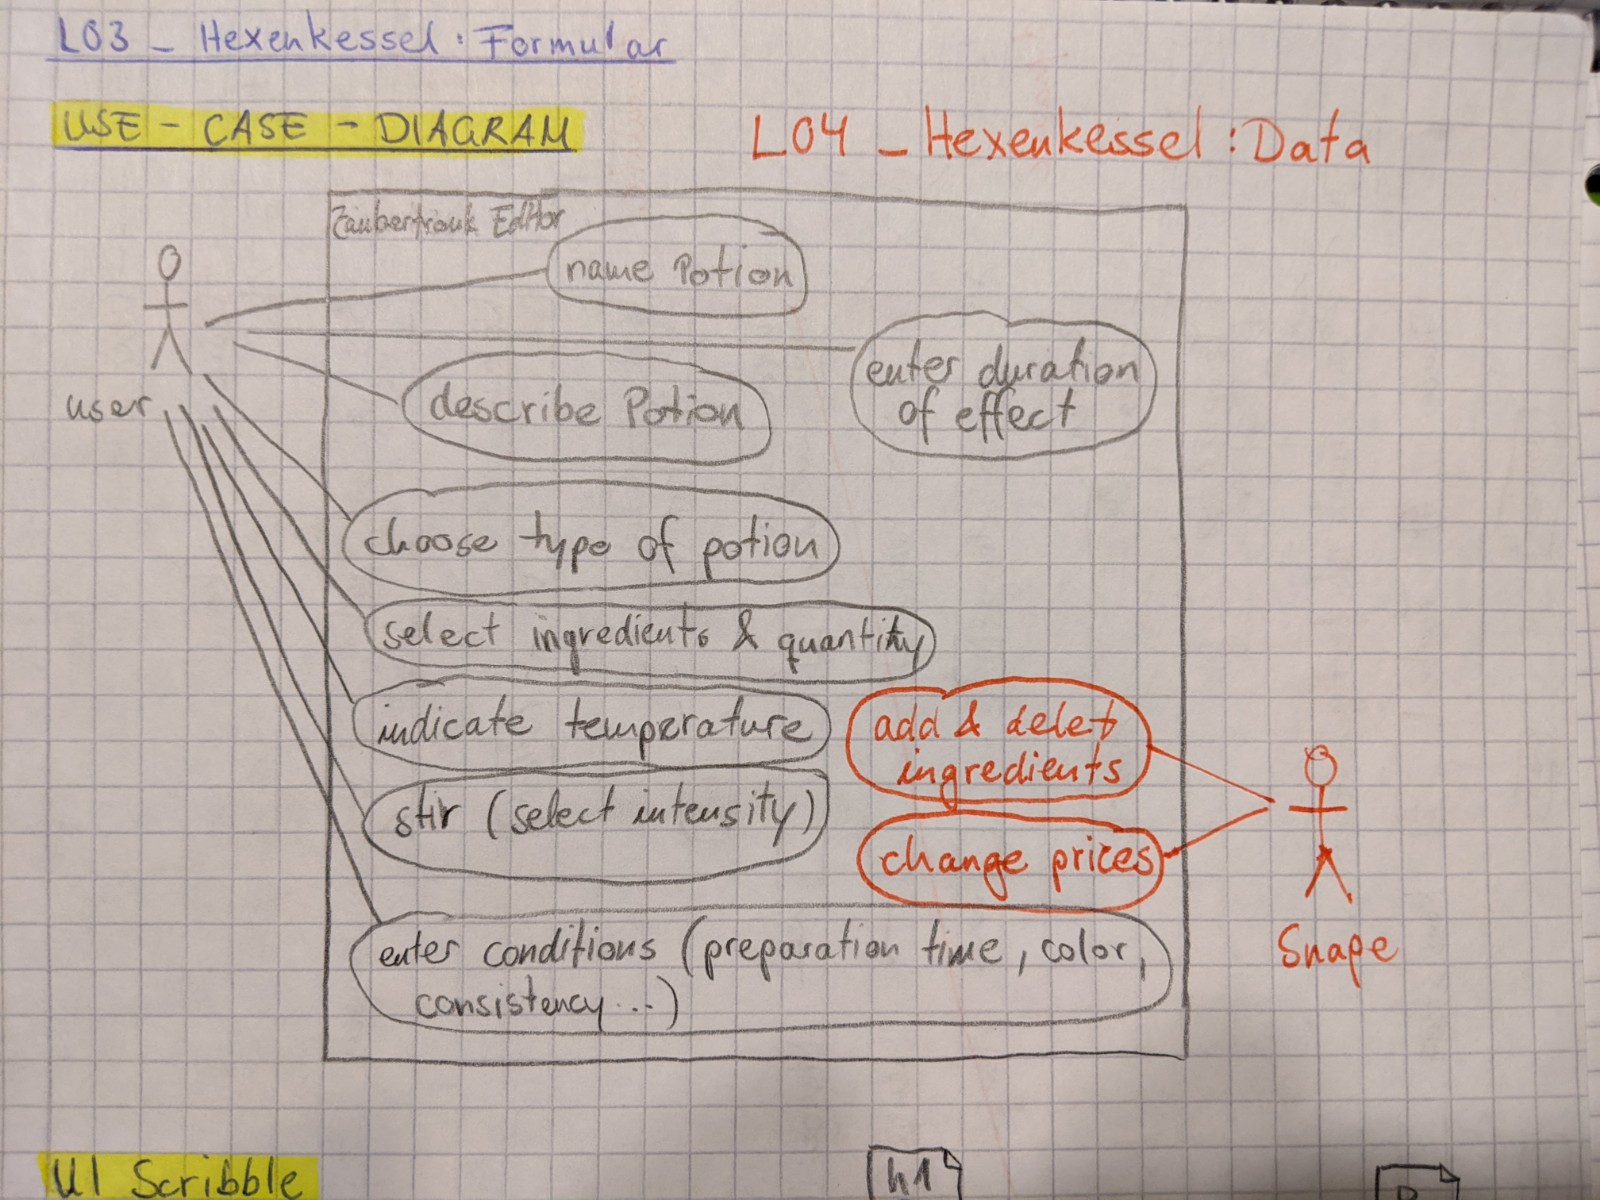 L03 - Hexenkessel: Formular
USE - CASE - DIAGRAM
L04 - Hexenkessel: Data
Zaubertrank Editor
name Potion
enter duration
of effect
describe Potion
user
choose type of potion
select ingredients & quantity
indicate temperature
add & delet
ingredients
stir (select intensity)
change prices
Snape
enter conditions (preparation time, color,
consistency...)
UI Scribble
h1